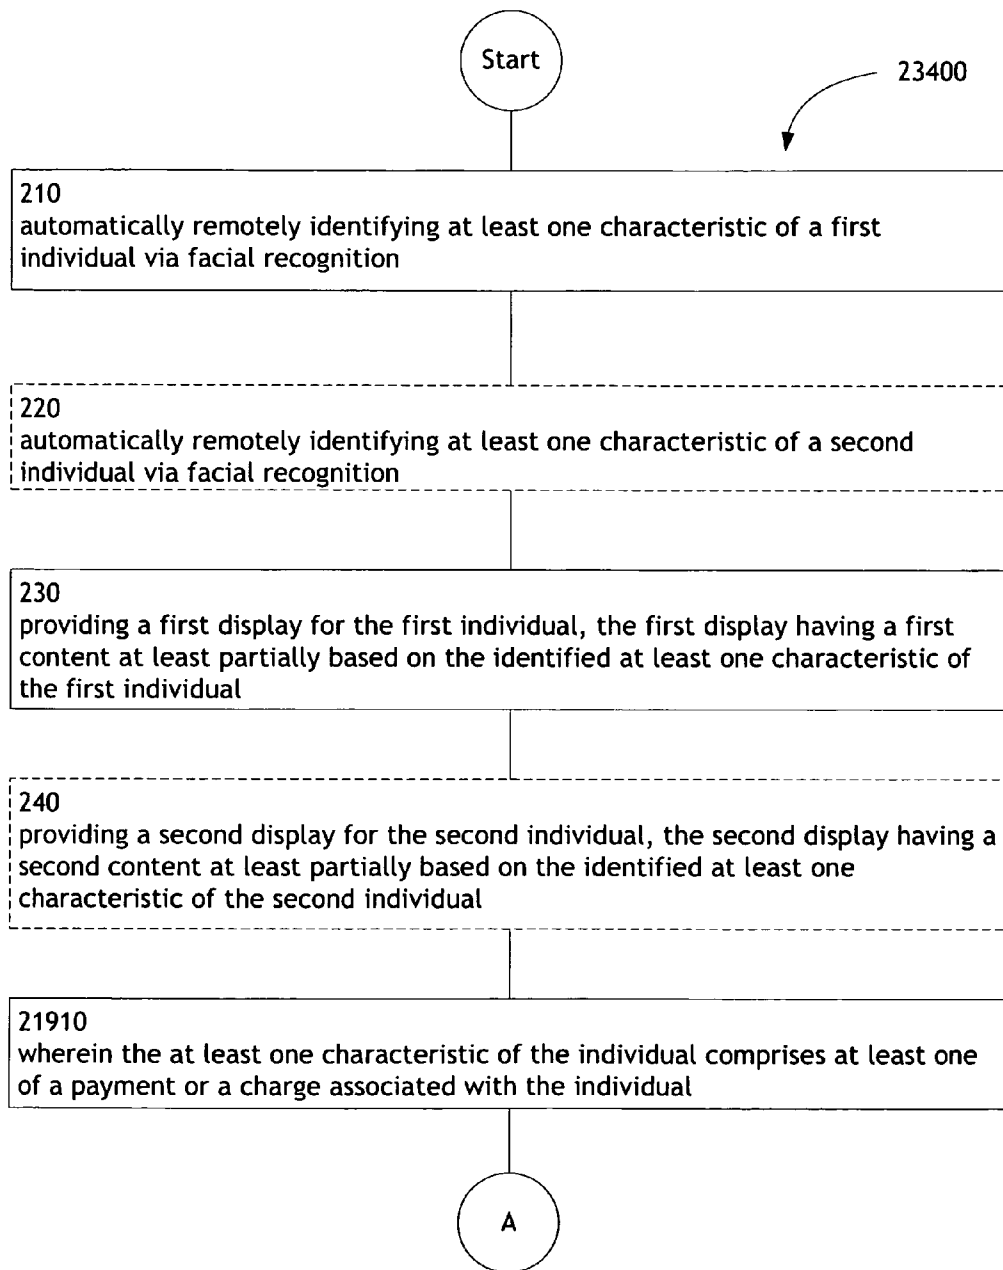 Start
23400
210
automatically remotely identifying at least one characteristic of a first
individual via facial recognition
220
automatically remotely identifying at least one characteristic of a second
individual via facial recognition
230
providing a first display for the first individual, the first display having a first
content at least partially based on the identified at least one characteristic of
the first individual
240
providing a second display for the second individual, the second display having a
second content at least partially based on the identified at least one
characteristic of the second individual
21910
wherein the at least one characteristic of the individual comprises at least one
of a payment or a charge associated with the individual
A